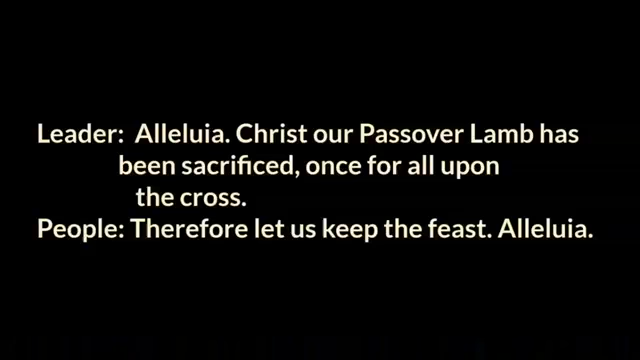 Leader: Alleluia. Christ our Passover Lamb has
been sacrificed, once for all upon
the cross.
People: Therefore let us keep the feast. Alleluia.